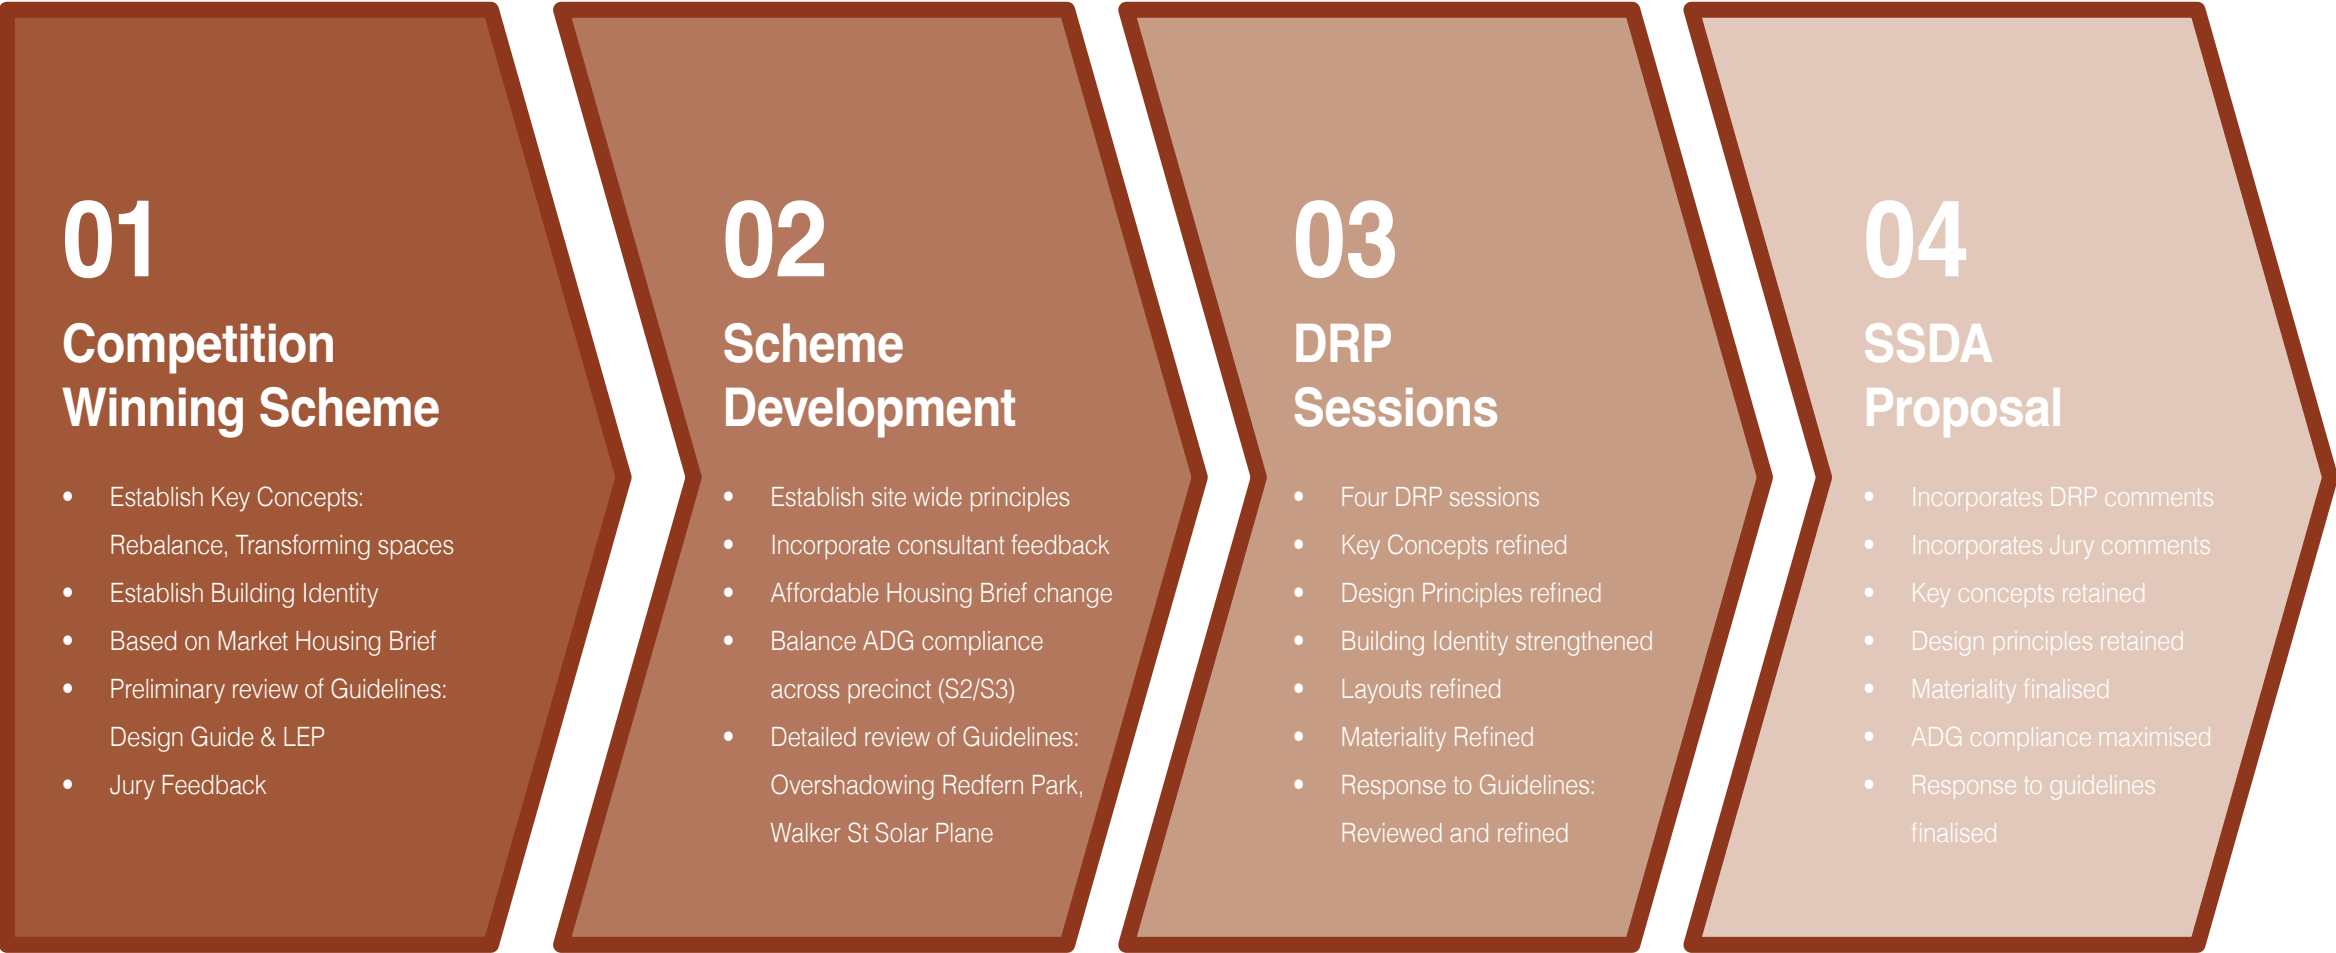 01
Competition
Winning Scheme
• Establish Key Concepts:
Rebalance, Transforming spaces
• Establish Building Identity
• Based on Market Housing Brief
• Preliminary review of Guidelines:
Design Guide & LEP
• Jury Feedback
02
Scheme
Development
• Establish site wide principles
• Incorporate consultant feedback
• Affordable Housing Brief change
• Balance ADG compliance
across precinct (S2/S3)
• Detailed review of Guidelines:
Overshadowing Redfern Park,
Walker St Solar Plane
03
DRP
Sessions
• Four DRP sessions
• Key Concepts refined
• Design Principles refined
• Building Identity strengthened
• Layouts refined
• Materiality Refined
• Response to Guidelines:
Reviewed and refined
04
SSDA
Proposal
• Incorporates DRP comments
• Incorporates Jury comments
• Key concepts retained
• Design principles retained
• Materiality finalised
• ADG compliance maximised
• Response to guidelines
finalised